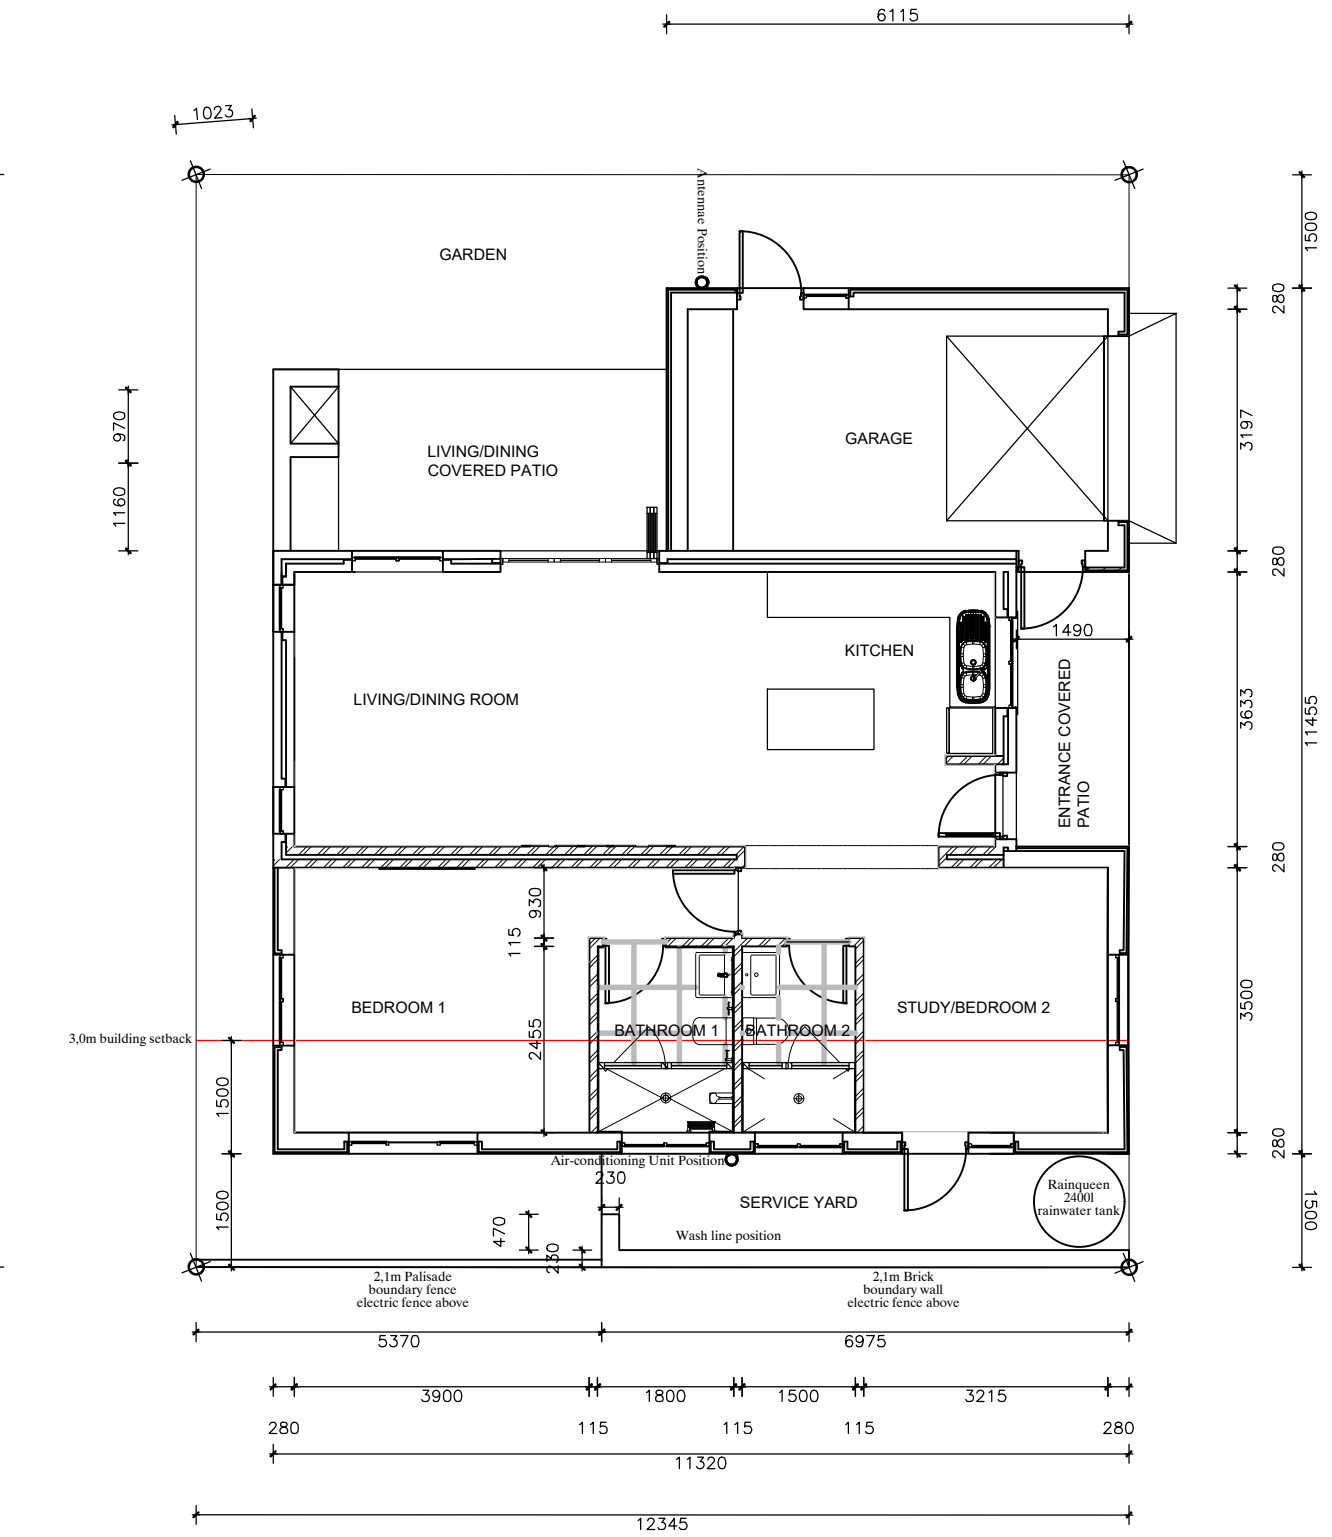 6115
1023
Antennae Position
1500
GARDEN
280
280
970
GARAGE
3197
LIVING/DINING
COVERED PATIO
1160
280
1490
KITCHEN
ENTRANCE COVERED
PATIO
LIVING/DINING ROOM
3633
11455
280
930
115
BEDROOM 1
STUDY/BEDROOM 2
3500
BATHROOM 1
BATHROOM 2
2455
3,0m building setback
1500
280
Air-conditioning Unit Position
230
SERVICE YARD
Rainqueen
2400l
rainwater tank
1500
470
230
Wash line position
1500
2,1m Palisade
boundary fence
electric fence above
2,1m Brick
boundary wall
electric fence above
5370
6975
3900
1800
1500
3215
280
115
115
115
280
11320
12345